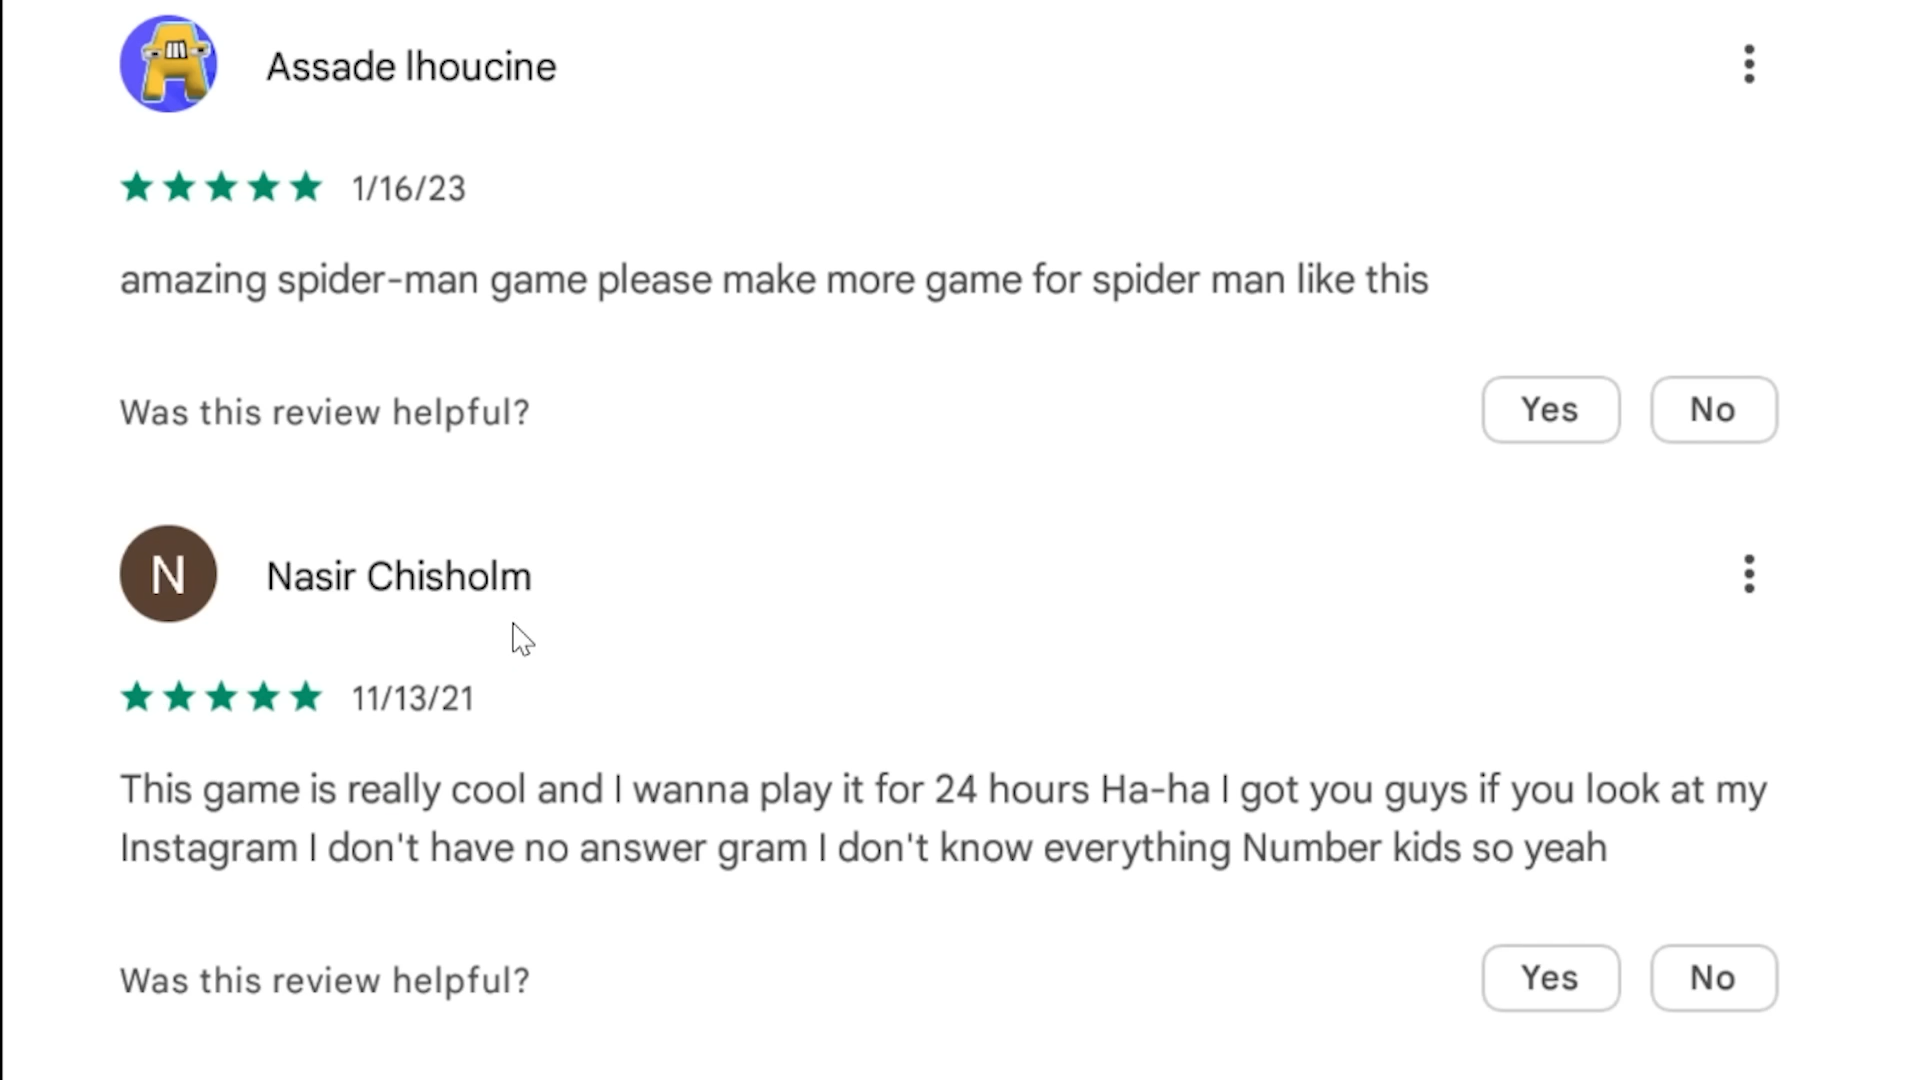 Assade lhoucine
1/16/23
amazing spider-man game please make more game for spider man like this
Was this review helpful?
Yes
No
N
Nasir Chisholm
11/13/21
This game is really cool and I wanna play it for 24 hours Ha-ha I got you guys if you look at my
Instagram I don't have no answer gram I don't know everything Number kids so yeah
Was this review helpful?
Yes
No